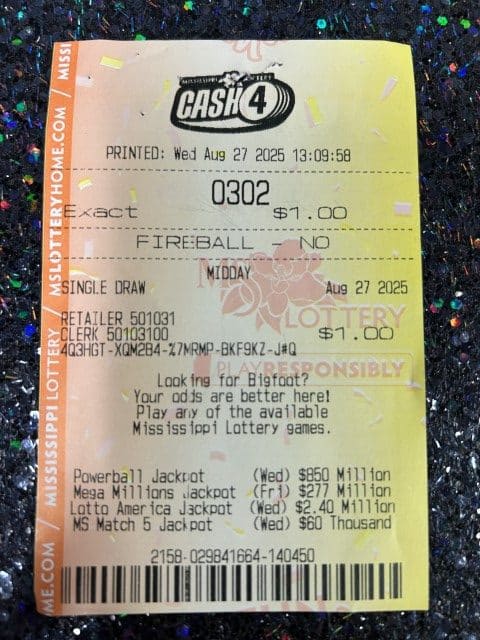 MISSISSIPPI LOTTERY
CASH 4
PRINTED: Wed Aug 27 2025 13:09:58
0302
Exact $1.00
FIREBALL - NO
MIDDAY
SINGLE DRAW Aug 27 2025
RETAILER 501031
CLERK 50103100 $1.00
4Q3HGT-XQM2B4-%7MRMP-BKF9KZ-J#Q
MS LOTTERY
PLAY RESPONSIBLY
Looking for Bigfoot?
Your odds are better here!
Play any of the available
Mississippi Lottery games.
Powerball Jackpot (Wed) $850 Million
Mega Millions Jackpot (Fri) $277 Million
Lotto America Jackpot (Wed) $2.40 Million
MS Match 5 Jackpot (Wed) $60 Thousand
2158-029841664-140450
ME.COM / MISSISSIPPI LOTTERY / MSLOTTERYHOME.COM / MISSI